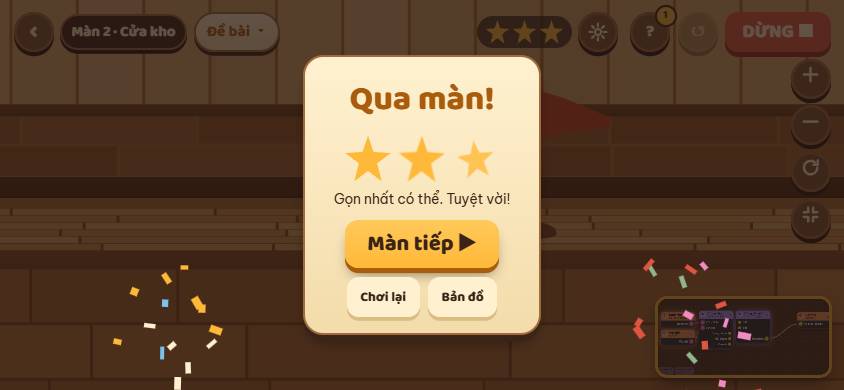 Màn 2 · Cửa kho
Đề bài
1
?
DỪNG
Qua màn!
Gọn nhất có thể. Tuyệt vời!
Màn tiếp
Chơi lại
Bản đồ